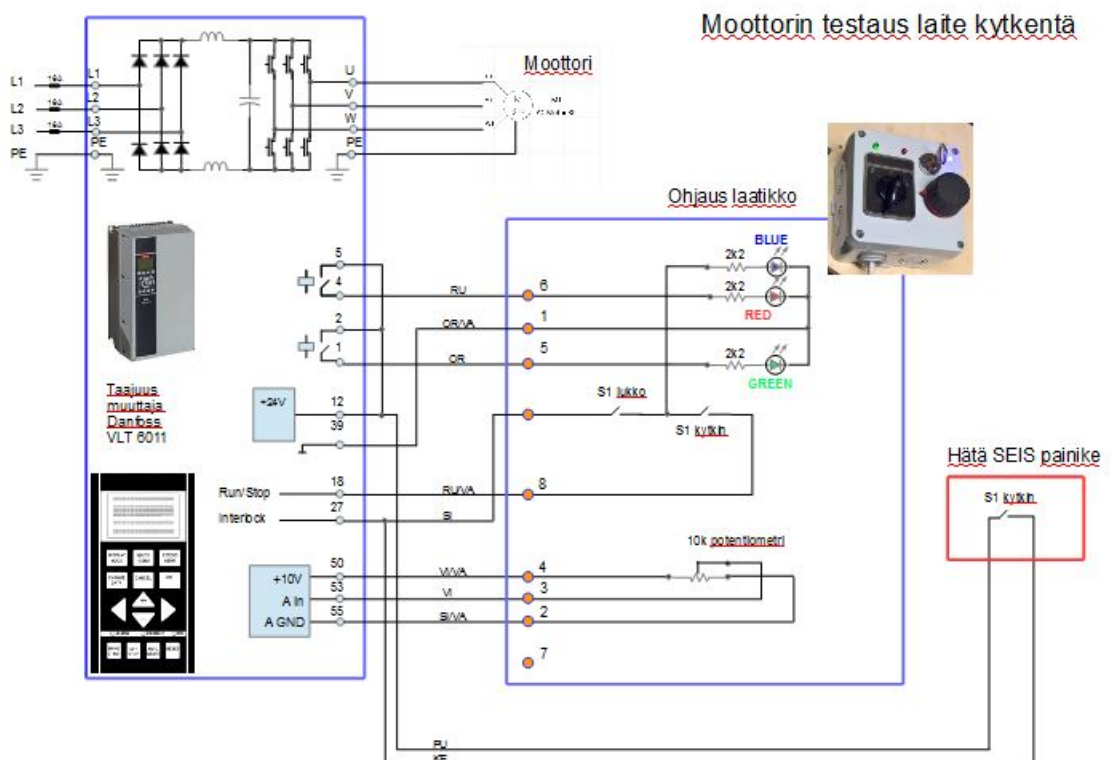 Moottorin testaus laite kytkentä
Moottori
L1
L1
L2
L2
L3
L3
PE
PE
U
V
W
PE
Ohjaus laatikko
BLUE
2k2
2k2
RED
2k2
GREEN
5
4
RU
6
2
OR/VA
1
1
OR
5
Taajuus
muuttaja
Danfoss
VLT 6011
+24V
12
39
S1 lukko
S1 kytkin
Run/Stop
18
RU/VA
8
Interlock
27
SI
Hätä SEIS painike
S1 kytkin
10k potentiometri
+10V
50
VI/VA
4
A in
53
VI
3
A GND
55
SI/VA
2
7
PU
KE